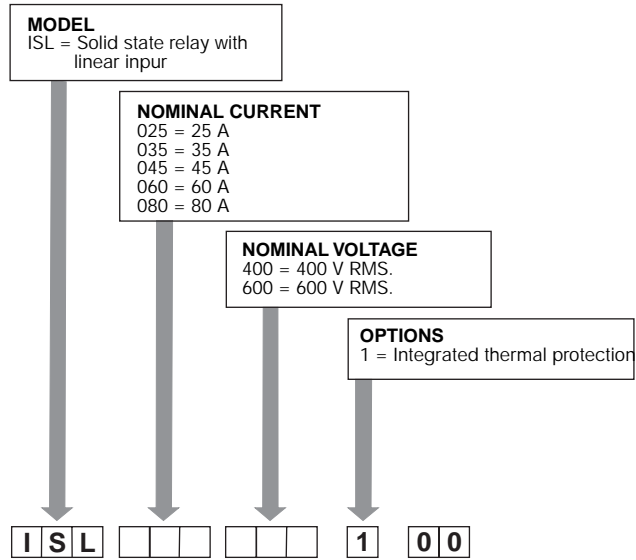 MODEL
ISL = Solid state relay with
linear inpur
NOMINAL CURRENT
025 = 25 A
035 = 35 A
045 = 45 A
060 = 60 A
080 = 80 A
NOMINAL VOLTAGE
400 = 400 V RMS.
600 = 600 V RMS.
OPTIONS
1 = Integrated thermal protection
I S L 1 0 0